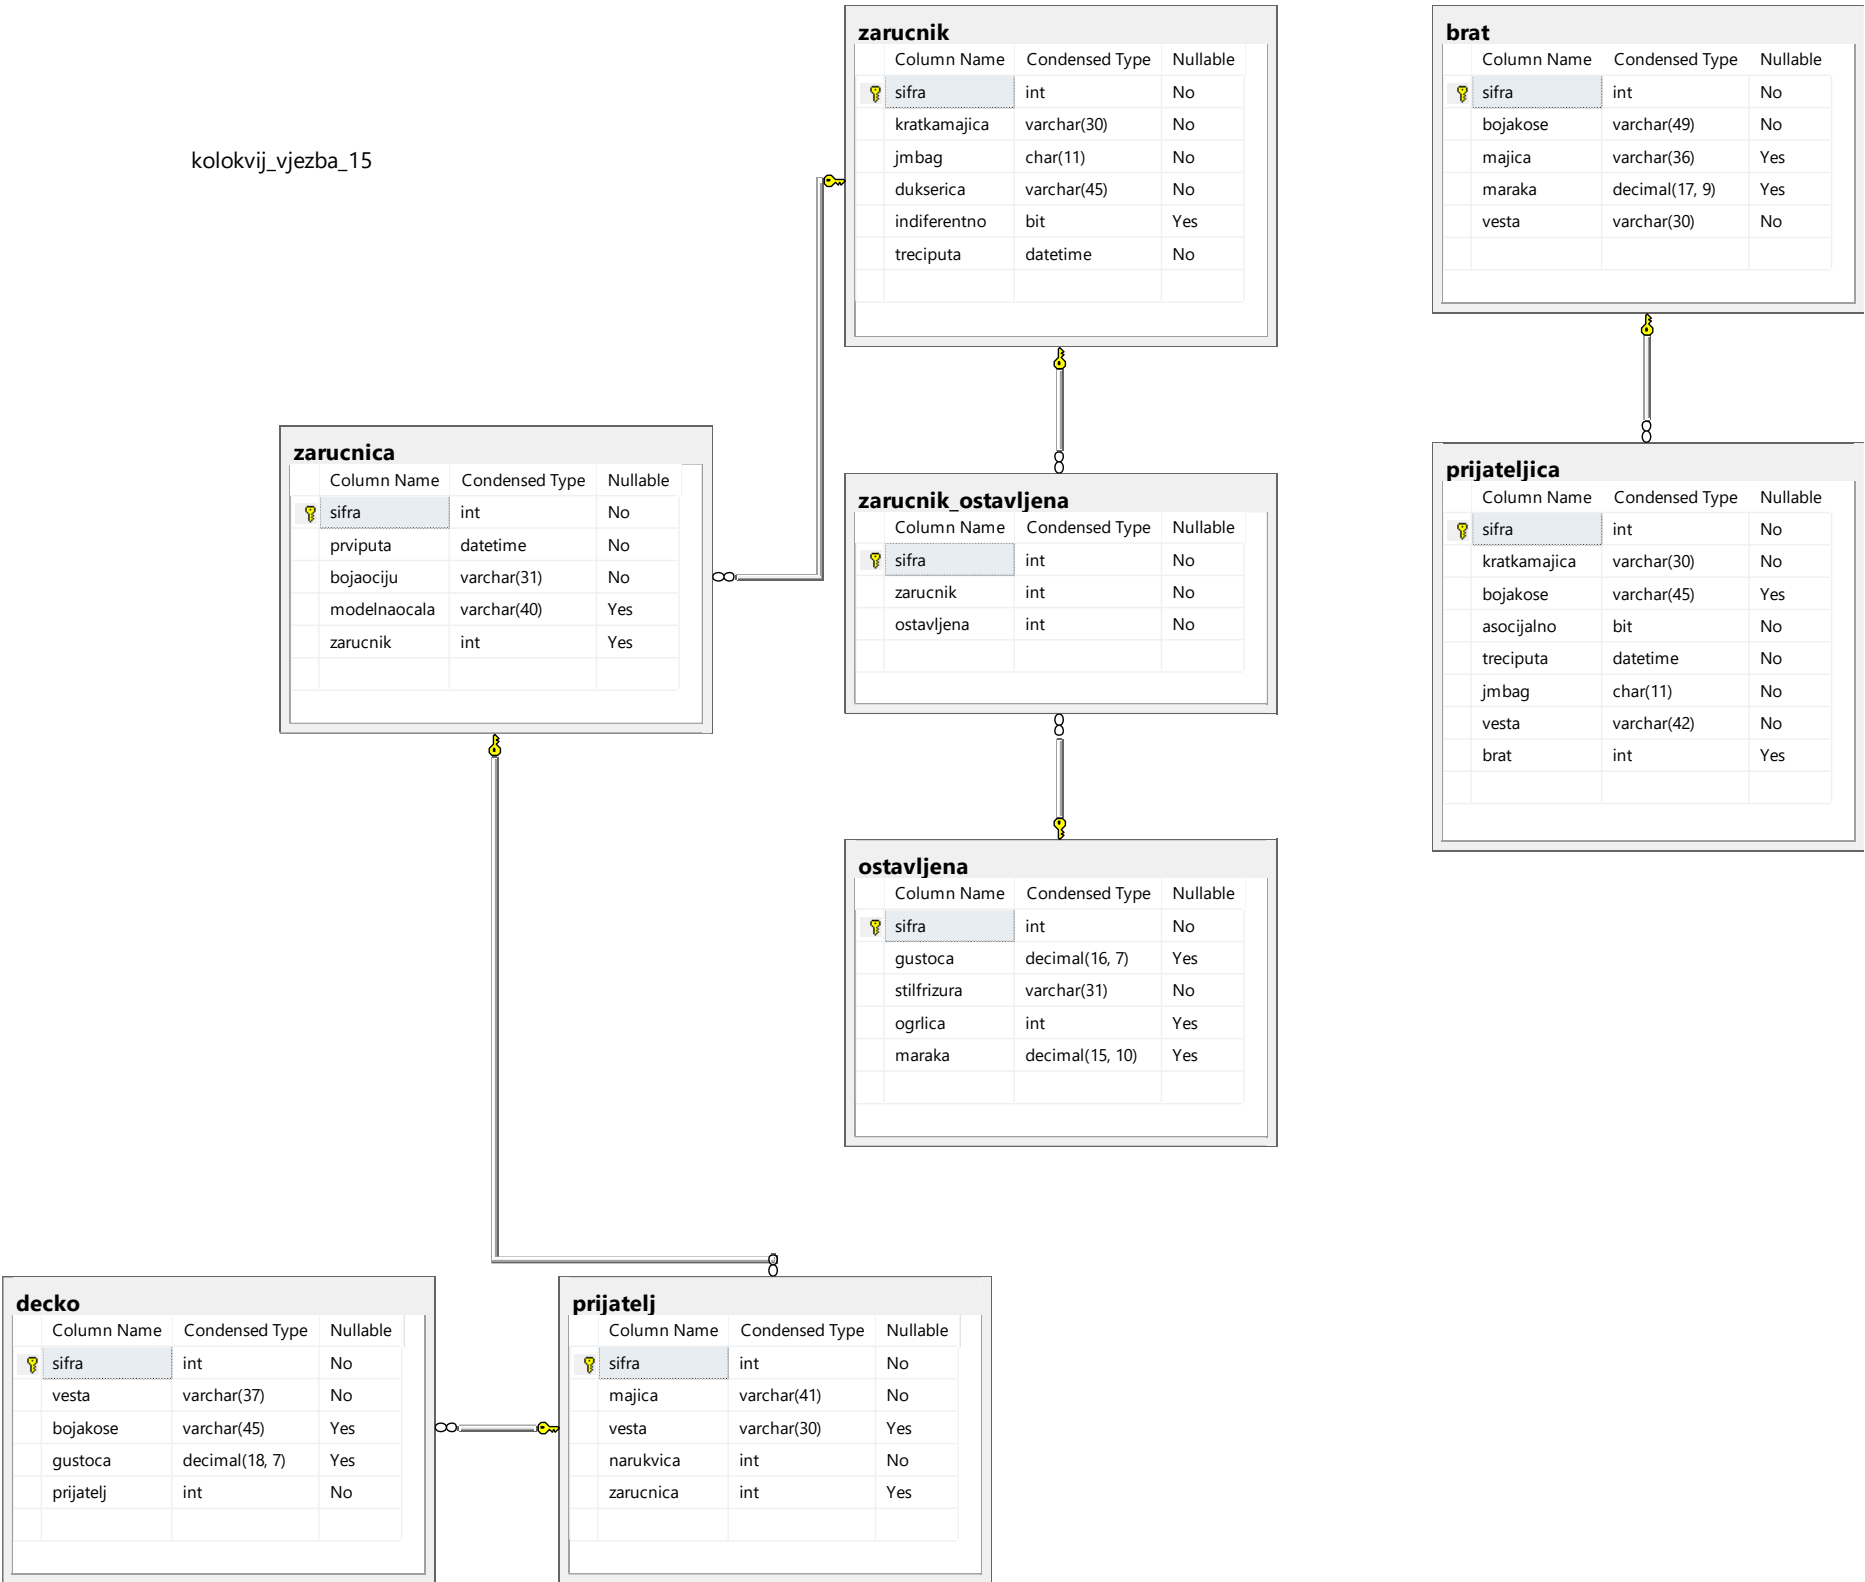 kolokvij_vjezba_15
zarucnik
Column Name Condensed Type Nullable
sifra int No
kratkamajica varchar(30) No
jmbag char(11) No
dukserica varchar(45) No
indiferentno bit Yes
treciputa datetime No
brat
Column Name Condensed Type Nullable
sifra int No
bojakose varchar(49) No
majica varchar(36) Yes
maraka decimal(17, 9) Yes
vesta varchar(30) No
zarucnica
Column Name Condensed Type Nullable
sifra int No
prviputa datetime No
bojaociju varchar(31) No
modelnaocala varchar(40) Yes
zarucnik int Yes
zarucnik_ostavljena
Column Name Condensed Type Nullable
sifra int No
zarucnik int No
ostavljena int No
prijateljica
Column Name Condensed Type Nullable
sifra int No
kratkamajica varchar(30) No
bojakose varchar(45) Yes
asocijalno bit No
treciputa datetime No
jmbag char(11) No
vesta varchar(42) No
brat int Yes
ostavljena
Column Name Condensed Type Nullable
sifra int No
gustoca decimal(16, 7) Yes
stilfrizura varchar(31) No
ogrlica int Yes
maraka decimal(15, 10) Yes
decko
Column Name Condensed Type Nullable
sifra int No
vesta varchar(37) No
bojakose varchar(45) Yes
gustoca decimal(18, 7) Yes
prijatelj int No
prijatelj
Column Name Condensed Type Nullable
sifra int No
majica varchar(41) No
vesta varchar(30) Yes
narukvica int No
zarucnica int Yes